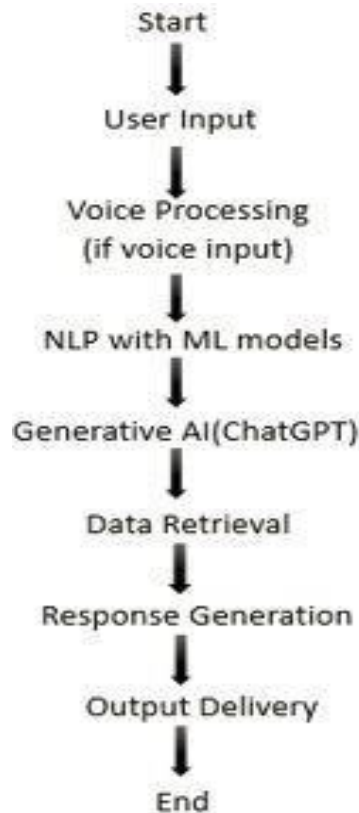 Start
User Input
Voice Processing
(if voice input)
NLP with ML models
Generative AI(ChatGPT)
Data Retrieval
Response Generation
Output Delivery
End